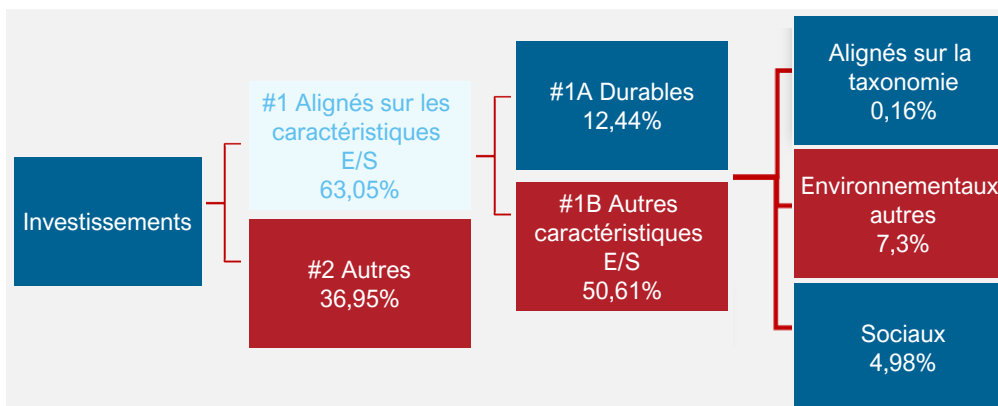 Investissements
#1 Alignés sur les
caractéristiques
E/S
63,05%
#2 Autres
36,95%
#1A Durables
12,44%
#1B Autres
caractéristiques
E/S
50,61%
Alignés sur la
taxonomie
0,16%
Environnementaux
autres
7,3%
Sociaux
4,98%